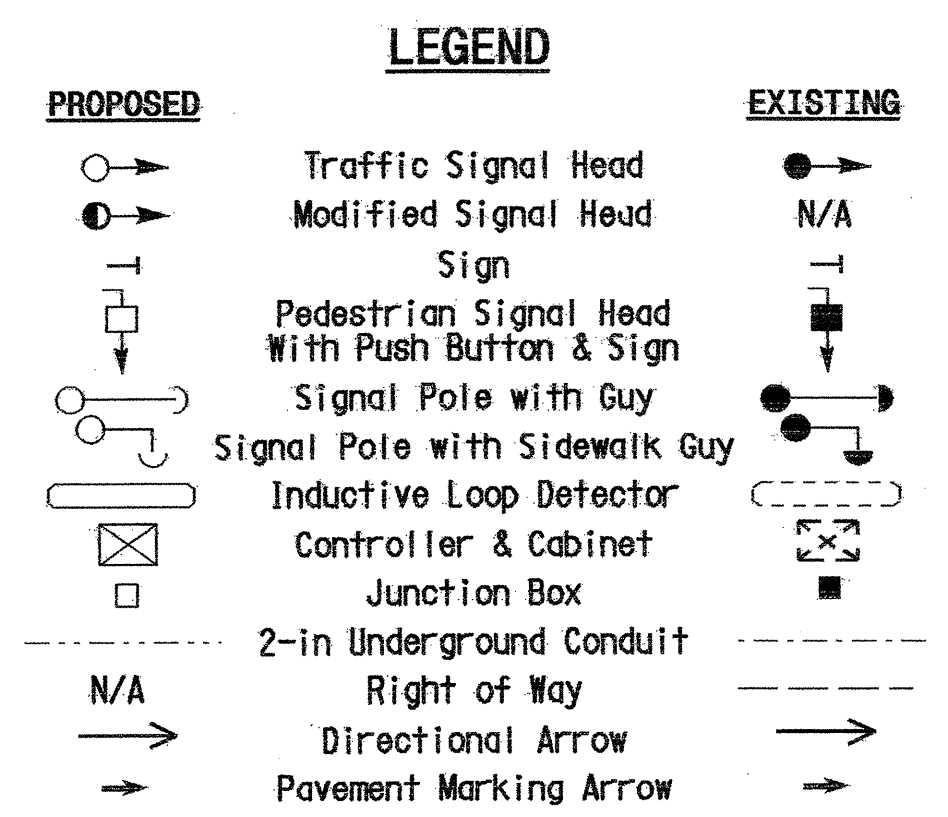 LEGEND
PROPOSED EXISTING
Traffic Signal Head
Modified Signal Head N/A
Sign
Pedestrian Signal Head
With Push Button & Sign
Signal Pole with Guy
Signal Pole with Sidewalk Guy
Inductive Loop Detector
Controller & Cabinet
Junction Box
2-in Underground Conduit
N/A Right of Way
Directional Arrow
Pavement Marking Arrow